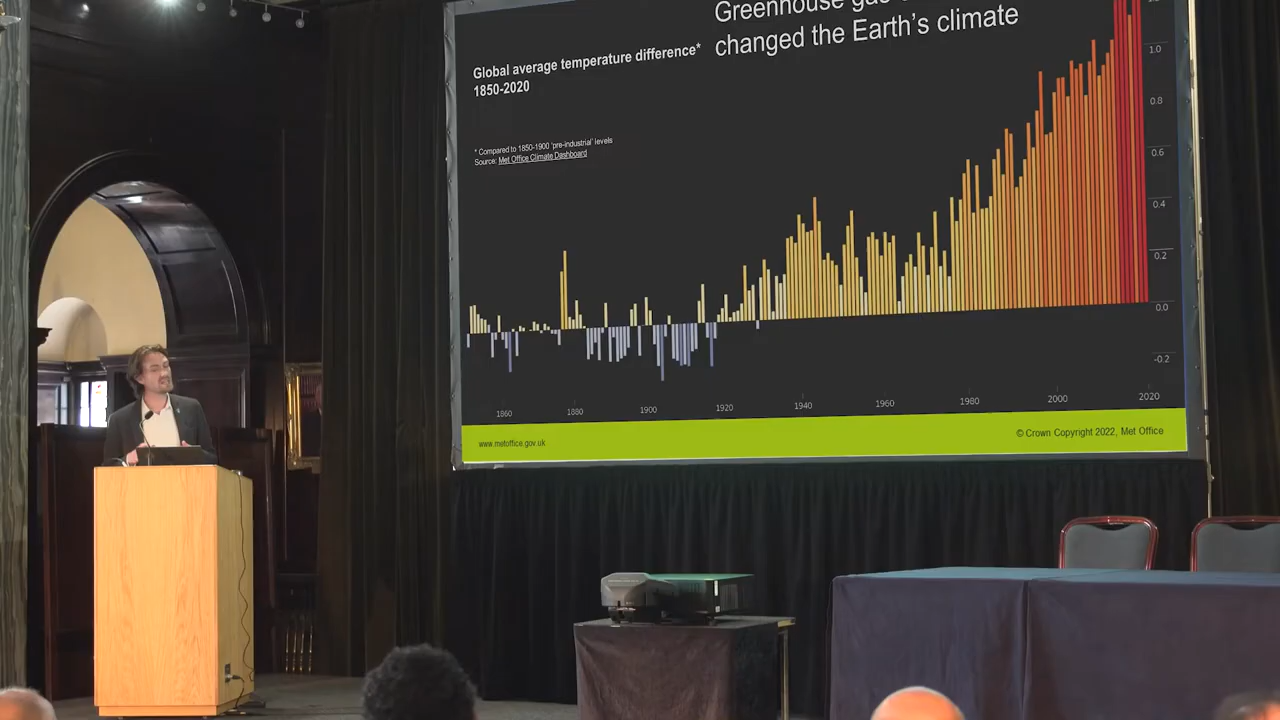 Greenhouse gas
changed the Earth's climate
Global average temperature difference*
1850-2020
* Compared to 1850-1900 'pre-industrial' levels
Source: Met Office Climate Dashboard
1.0
0.8
0.6
0.4
0.2
0.0
-0.2
1860 1880 1900 1920 1940 1960 1980 2000 2020
www.metoffice.gov.uk
© Crown Copyright 2022, Met Office